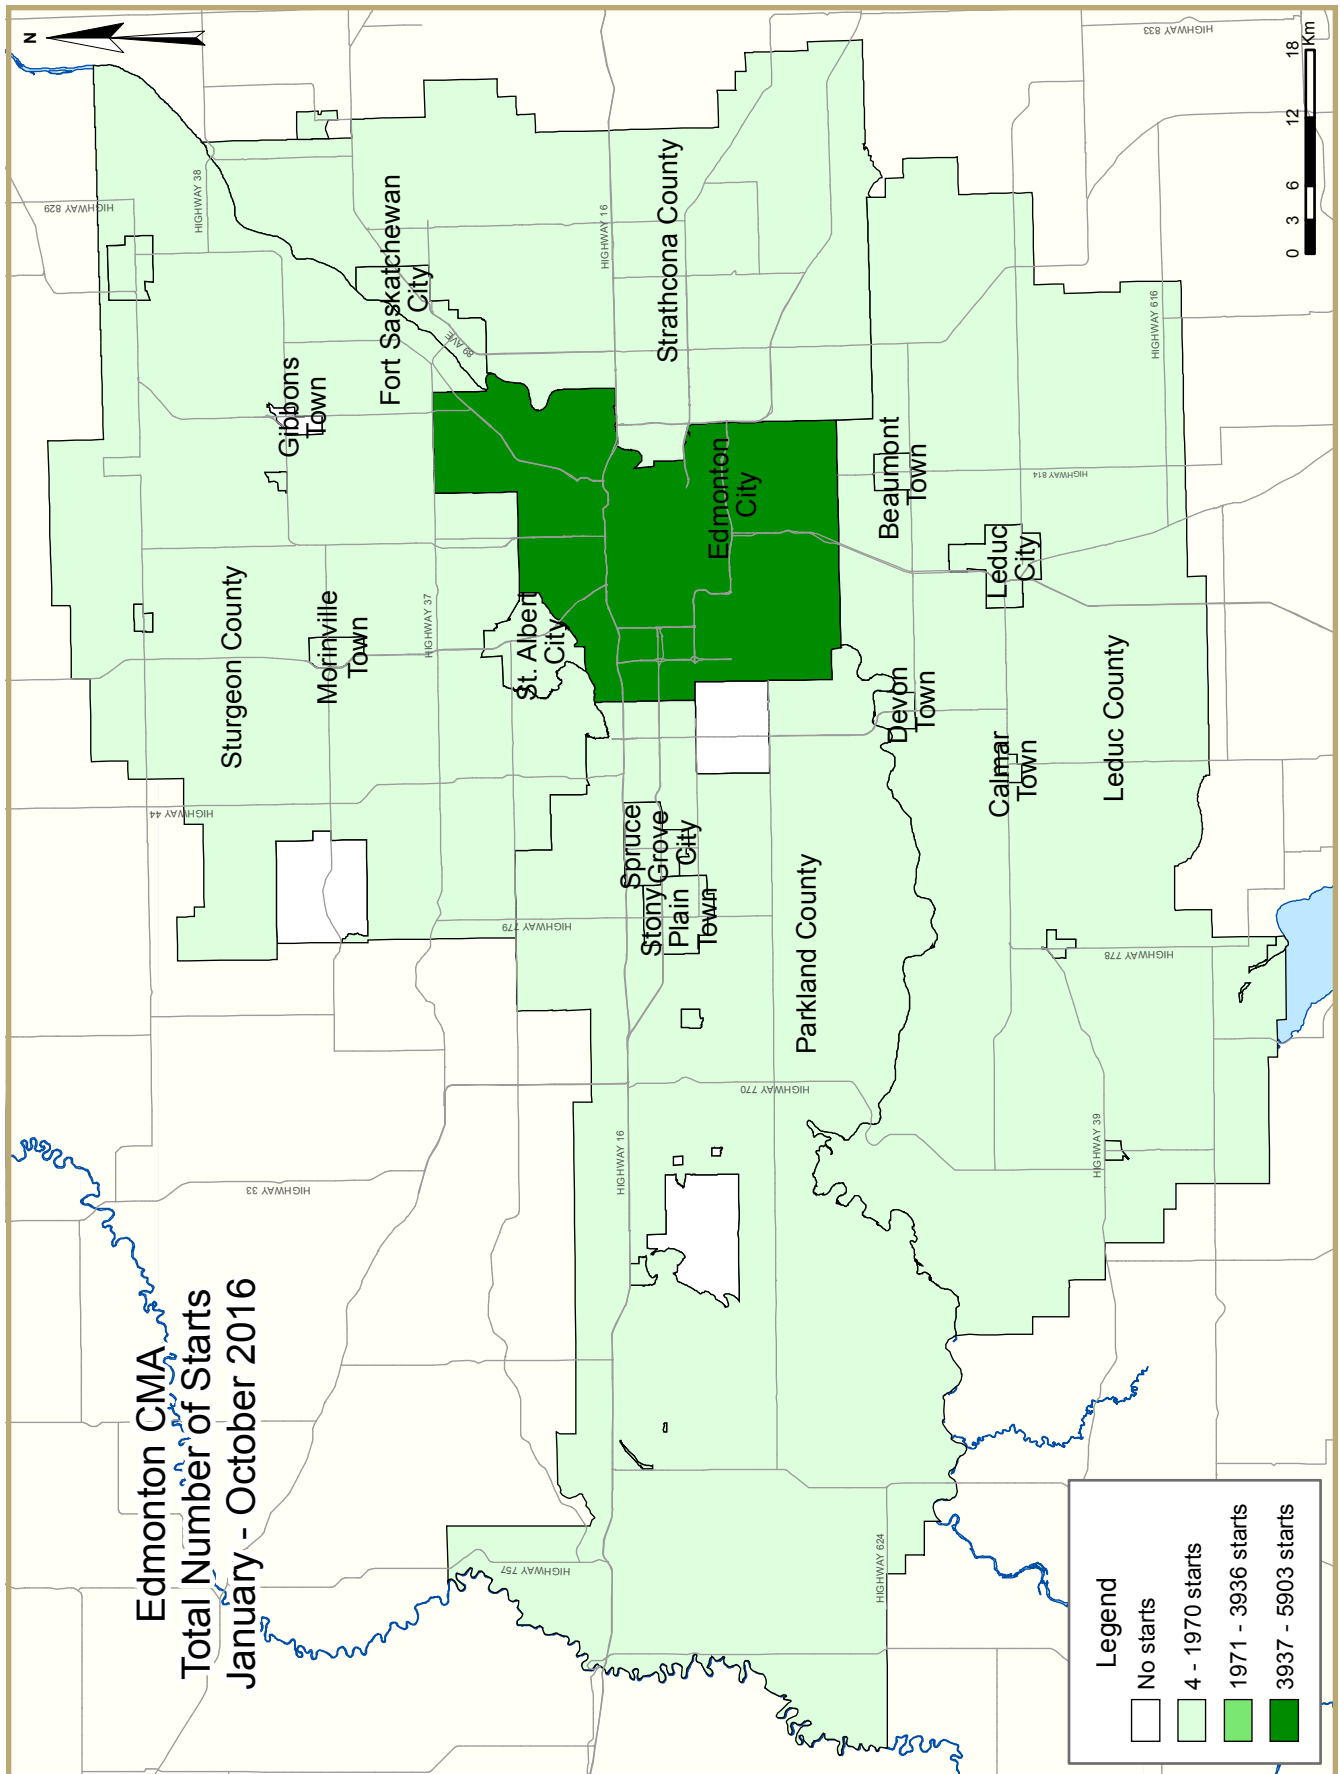 Edmonton CMA
Total Number of Starts
January - October 2016
N
HIGHWAY 829
HIGHWAY 38
HIGHWAY 833
HIGHWAY 16
HIGHWAY 44
HIGHWAY 37
89 AVE
HIGHWAY 779
HIGHWAY 33
HIGHWAY 770
HIGHWAY 16
HIGHWAY 757
HIGHWAY 624
HIGHWAY 39
HIGHWAY 778
HIGHWAY 814
HIGHWAY 616
Sturgeon County
Gibbons
Town
Morinville
Town
Fort Saskatchewan
City
St. Albert
City
Strathcona County
Edmonton
City
Spruce
Grove
City
Stony
Plain
Town
Parkland County
Beaumont
Town
Leduc
City
Devon
Town
Calmar
Town
Leduc County
Legend
No starts
4 - 1970 starts
1971 - 3936 starts
3937 - 5903 starts
0 3 6 12 18
Km